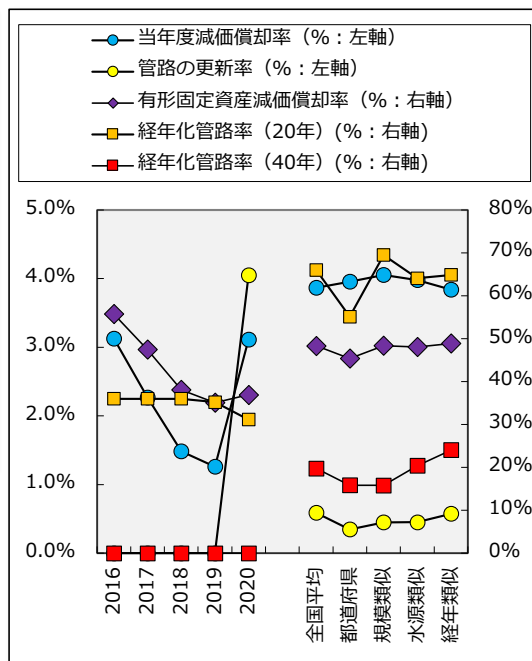 当年度減価償却率（%：左軸）
管路の更新率（%：左軸）
有形固定資産減価償却率（%：右軸）
経年化管路率（20年）(%：右軸)
経年化管路率（40年）(%：右軸)
5.0%
4.0%
3.0%
2.0%
1.0%
0.0%
80%
70%
60%
50%
40%
30%
20%
10%
0%
2016
2017
2018
2019
2020
全国平均
都道府県
規模類似
水源類似
経年類似